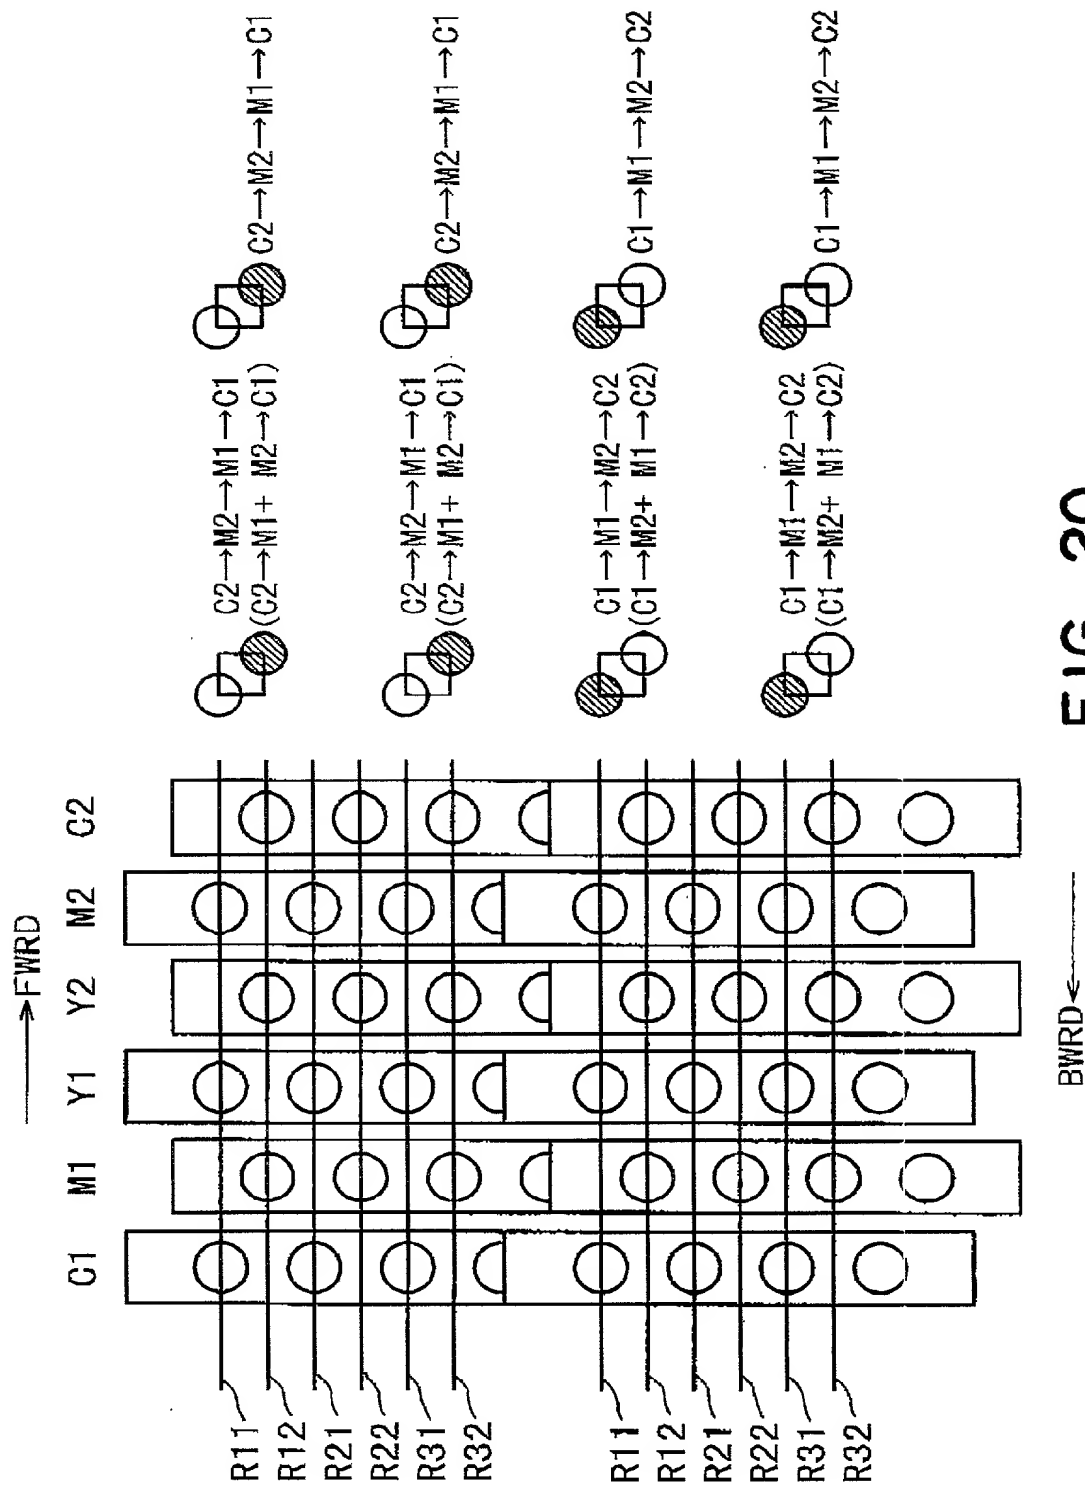 →FWRD
C1 M1 Y1 Y2 M2 C2
R11
R12
R21
R22
R31
R32
R11
R12
R21
R22
R31
R32
C2→M2→M1→C1
(C2→M1+ M2→C1)
C2→M2→M1→C1
C2→M2→M1→C1
(C2→M1+ M2→C1)
C2→M2→M1→C1
C1→M1→M2→C2
(C1→M2+ M1→C2)
C1→M1→M2→C2
C1→M1→M2→C2
(C1→M2+ M1→C2)
C1→M1→M2→C2
BWRD←